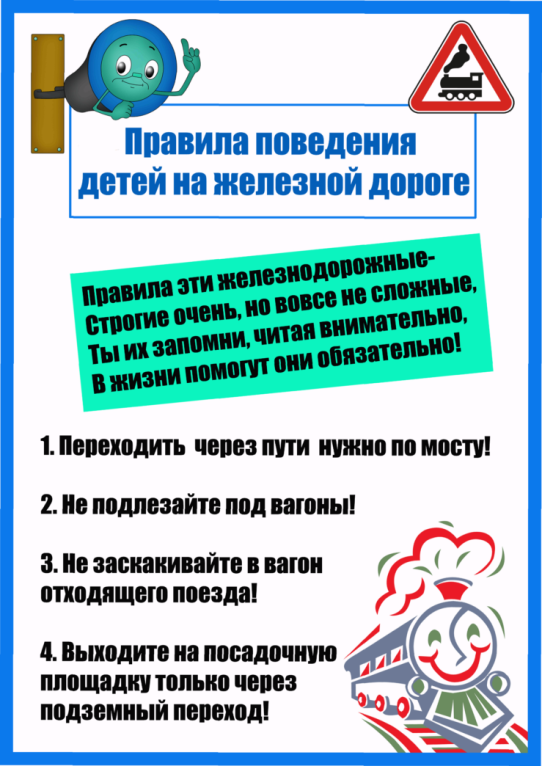 Правила поведения
детей на железной дороге
Правила эти железнодорожные-
Строгие очень, но вовсе не сложные,
Ты их запомни, читая внимательно,
В жизни помогут они обязательно!
1. Переходить через пути нужно по мосту!
2. Не подлезайте под вагоны!
3. Не заскакивайте в вагон
отходящего поезда!
4. Выходите на посадочную
площадку только через
подземный переход!